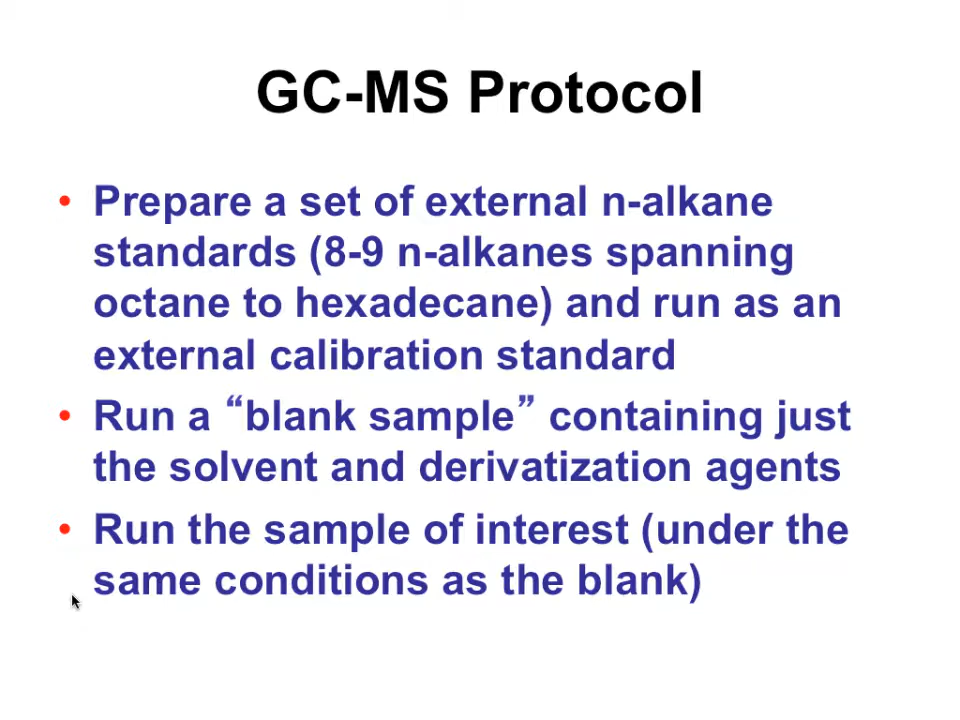 GC-MS Protocol
• Prepare a set of external n-alkane
standards (8-9 n-alkanes spanning
octane to hexadecane) and run as an
external calibration standard
• Run a “blank sample” containing just
the solvent and derivatization agents
• Run the sample of interest (under the
same conditions as the blank)